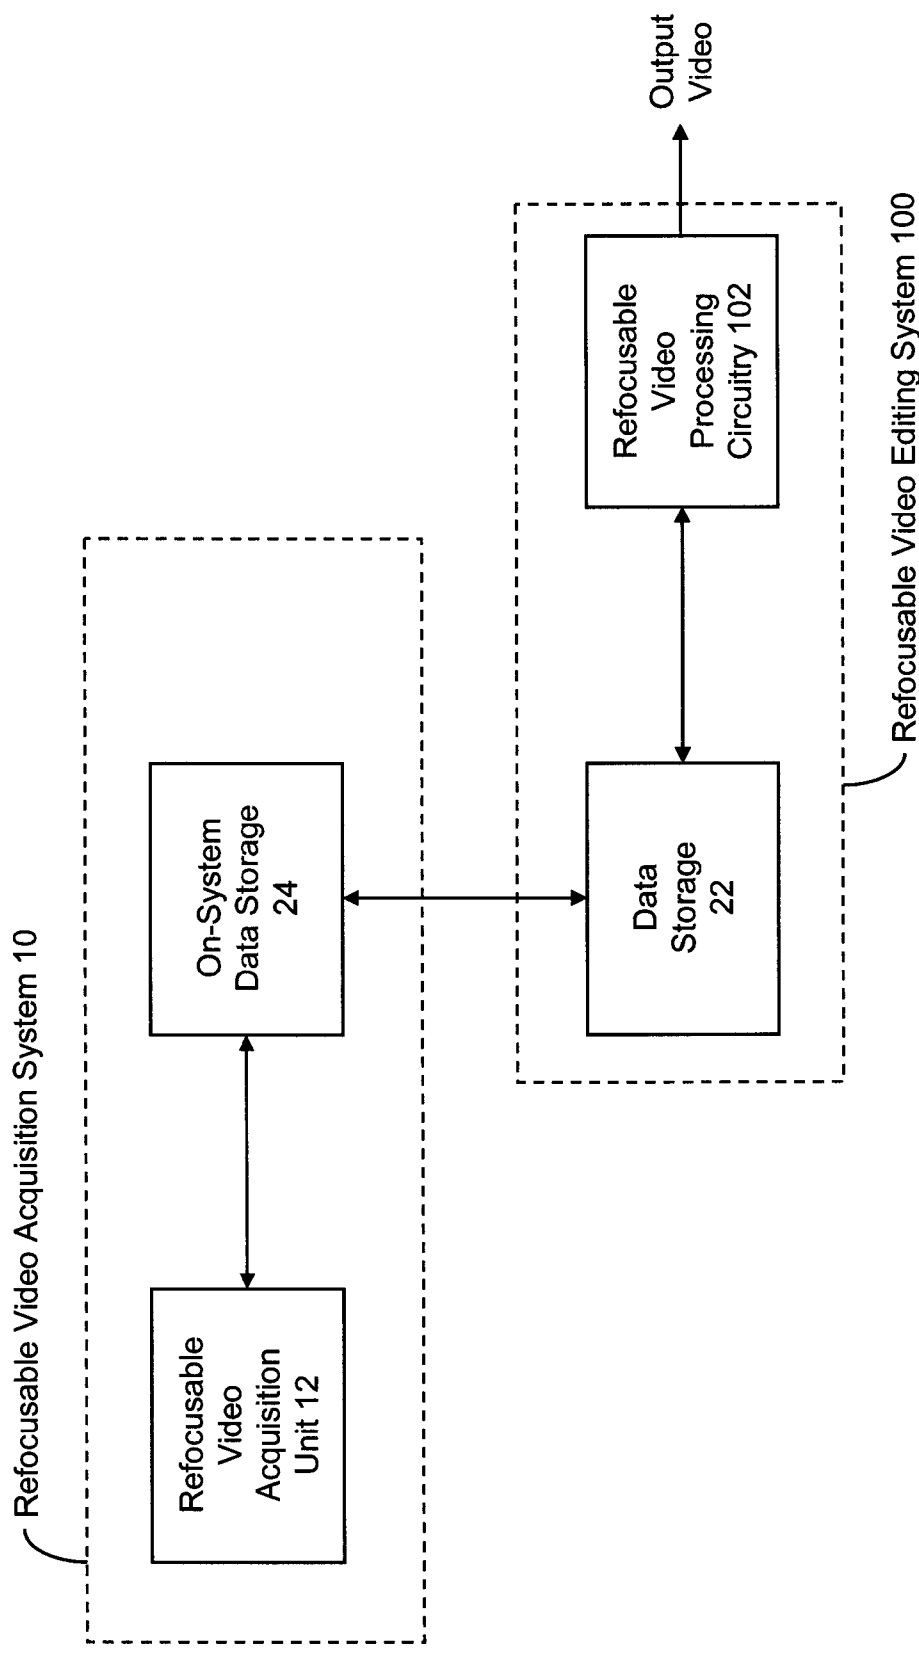 Refocusable Video Acquisition System 10
Refocusable
Video
Acquisition
Unit 12
On-System
Data Storage
24
Data
Storage
22
Refocusable
Video
Processing
Circuitry 102
Output
Video
Refocusable Video Editing System 100